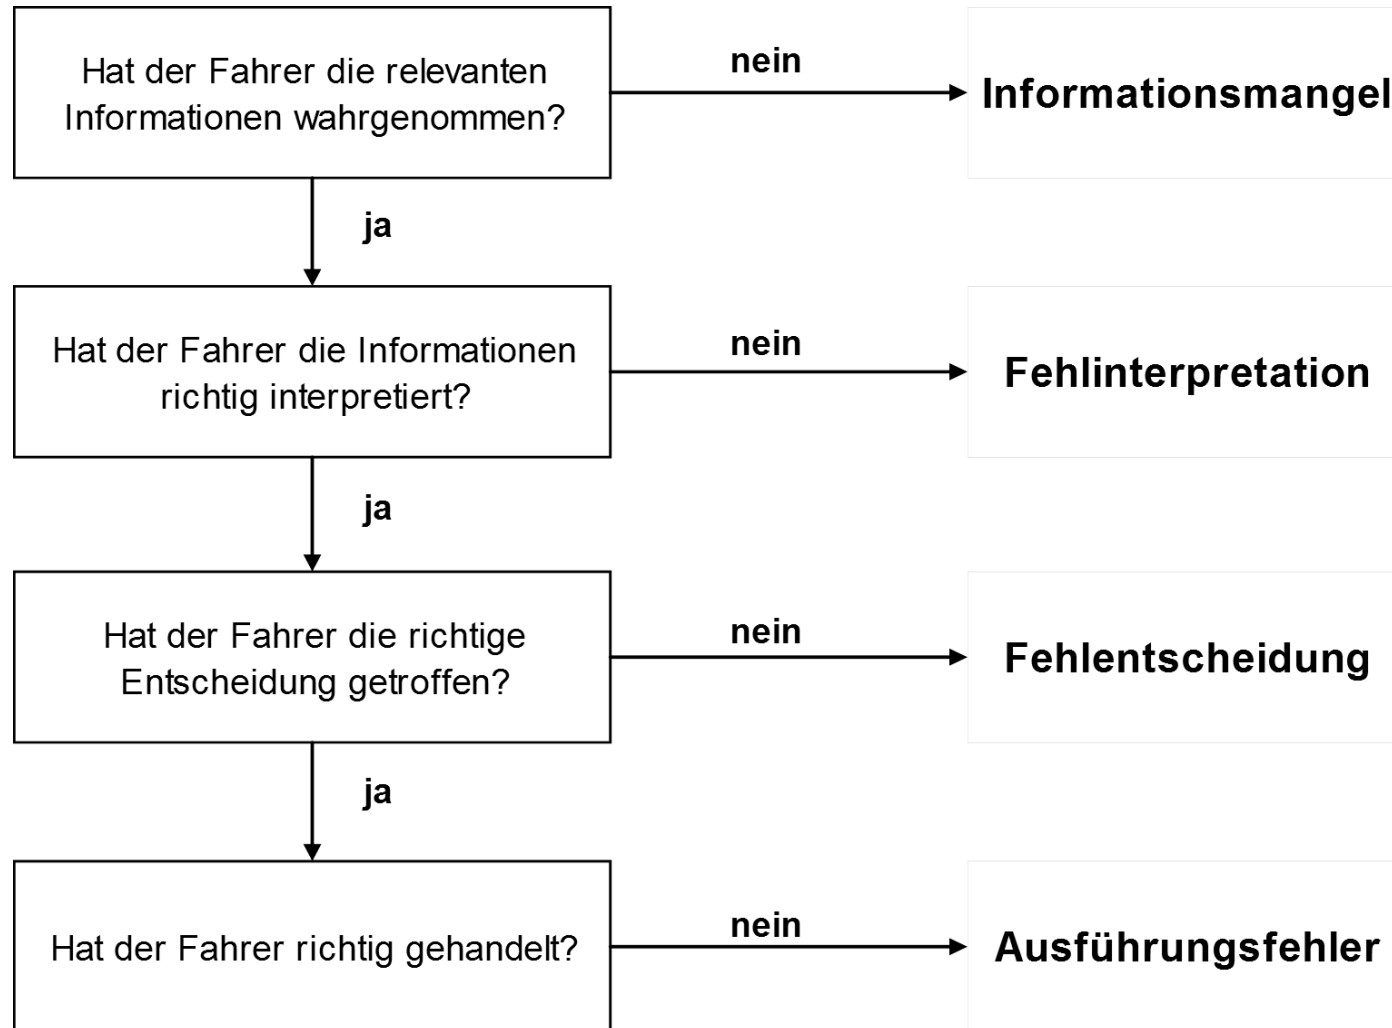 Hat der Fahrer die relevanten
Informationen wahrgenommen?
nein
Informationsmangel
ja
Hat der Fahrer die Informationen
richtig interpretiert?
nein
Fehlinterpretation
ja
Hat der Fahrer die richtige
Entscheidung getroffen?
nein
Fehlentscheidung
ja
Hat der Fahrer richtig gehandelt?
nein
Ausführungsfehler